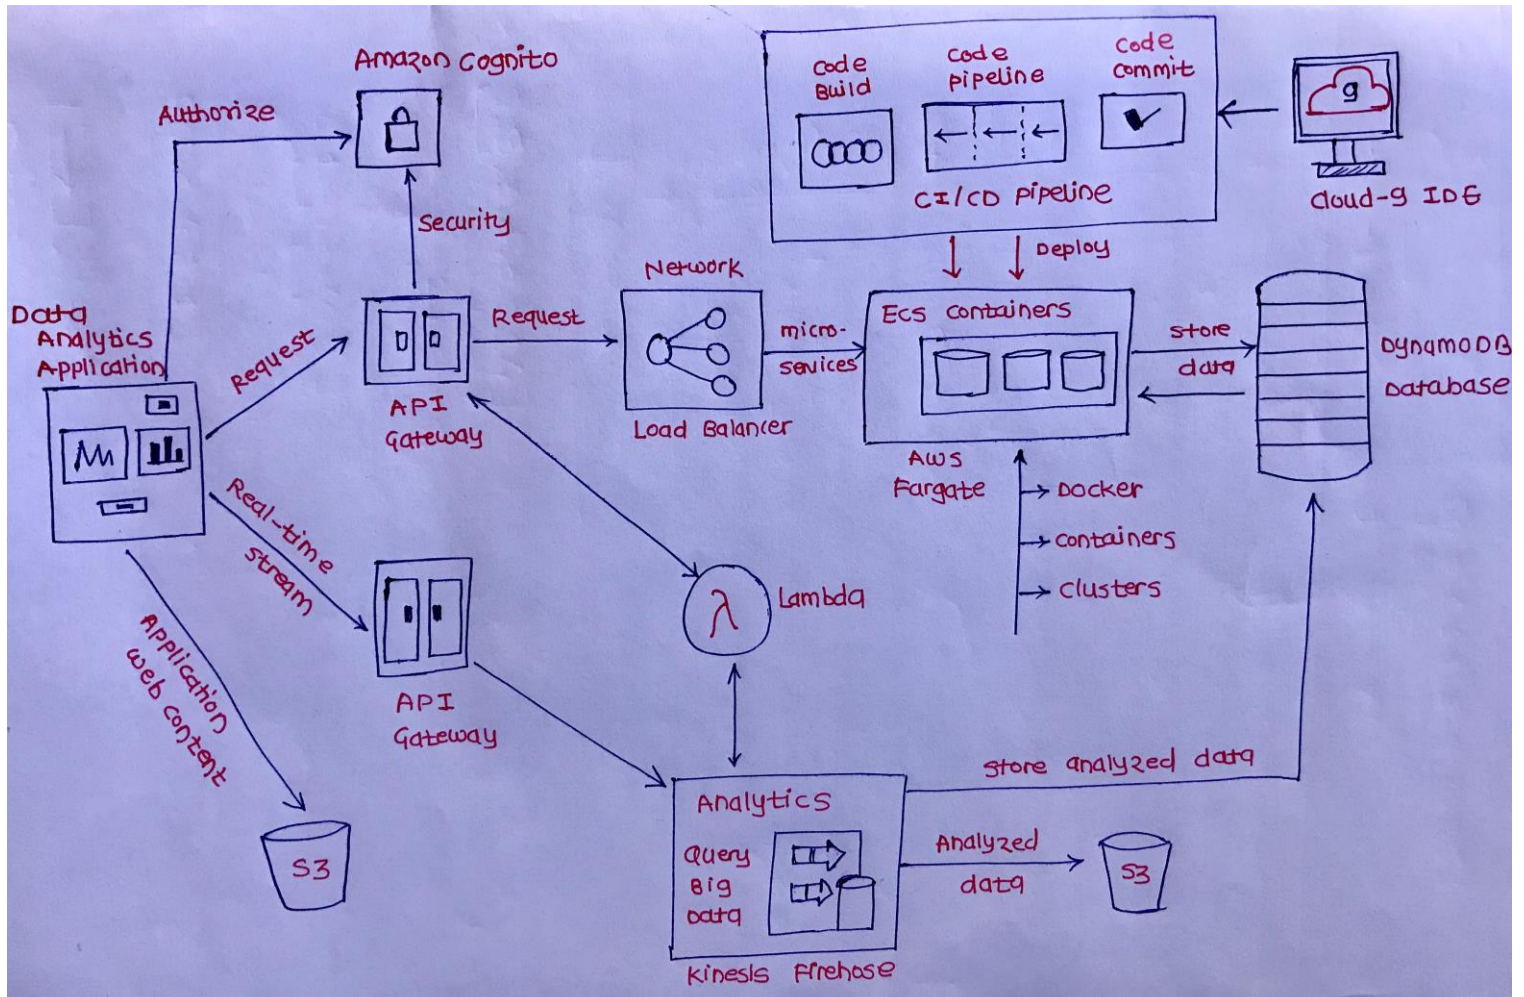 Amazon Cognito
Authorize
Security
Data
Analytics
Application
Request
API
Gateway
Request
Network
Load Balancer
micro-
services
Code
Build
Code
pipeline
Code
commit
CI/CD pipeline
g
Cloud-9 IDE
Deploy
Ecs containers
AWS
Fargate
Docker
containers
Clusters
store
data
DynamoDB
Database
Real-time
stream
API
Gateway
Application
web content
S3
λ
Lambda
Analytics
Query
Big
Data
Kinesis Firehose
store analyzed data
Analyzed
data
S3